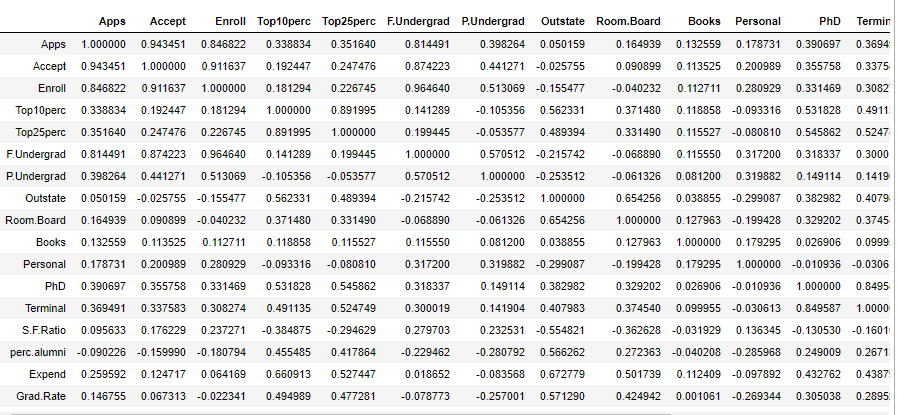 Apps Accept Enroll Top10perc Top25perc F.Undergrad P.Undergrad Outstate Room.Board Books Personal PhD Termin
Apps 1.000000 0.943451 0.846822 0.338834 0.351640 0.814491 0.398264 0.050159 0.164939 0.132559 0.178731 0.390697 0.3694
Accept 0.943451 1.000000 0.911637 0.192447 0.247476 0.874223 0.441271 -0.025755 0.090899 0.113525 0.200989 0.355758 0.3375
Enroll 0.846822 0.911637 1.000000 0.181294 0.226745 0.964640 0.513069 -0.155477 -0.040232 0.112711 0.280929 0.331469 0.3082
Top10perc 0.338834 0.192447 0.181294 1.000000 0.891995 0.141289 -0.105356 0.562331 0.371480 0.118858 -0.093316 0.531828 0.4911
Top25perc 0.351640 0.247476 0.226745 0.891995 1.000000 0.199445 -0.053577 0.489394 0.331490 0.115527 -0.080810 0.545862 0.5247
F.Undergrad 0.814491 0.874223 0.964640 0.141289 0.199445 1.000000 0.570512 -0.215742 -0.068890 0.115550 0.317200 0.318337 0.3000
P.Undergrad 0.398264 0.441271 0.513069 -0.105356 -0.053577 0.570512 1.000000 -0.253512 -0.061326 0.081200 0.319882 0.149114 0.1419
Outstate 0.050159 -0.025755 -0.155477 0.562331 0.489394 -0.215742 -0.253512 1.000000 0.654256 0.038855 -0.299087 0.382982 0.4079
Room.Board 0.164939 0.090899 -0.040232 0.371480 0.331490 -0.068890 -0.061326 0.654256 1.000000 0.127963 -0.199428 0.329202 0.3745
Books 0.132559 0.113525 0.112711 0.118858 0.115527 0.115550 0.081200 0.038855 0.127963 1.000000 0.179295 0.026906 0.0999
Personal 0.178731 0.200989 0.280929 -0.093316 -0.080810 0.317200 0.319882 -0.299087 -0.199428 0.179295 1.000000 -0.010936 -0.0306
PhD 0.390697 0.355758 0.331469 0.531828 0.545862 0.318337 0.149114 0.382982 0.329202 0.026906 -0.010936 1.000000 0.8495
Terminal 0.369491 0.337583 0.308274 0.491135 0.524749 0.300019 0.141904 0.407983 0.374540 0.099955 -0.030613 0.849587 1.0000
S.F.Ratio 0.095633 0.176229 0.237271 -0.384875 -0.294629 0.279703 0.232531 -0.554821 -0.362628 -0.031929 0.136345 -0.130530 -0.1601
perc.alumni -0.090226 -0.159990 -0.180794 0.455485 0.417864 -0.229462 -0.280792 0.566262 0.272363 -0.040208 -0.285968 0.249009 0.2671
Expend 0.259592 0.124717 0.064169 0.660913 0.527447 0.018652 -0.083568 0.672779 0.501739 0.112409 -0.097892 0.432762 0.4387
Grad.Rate 0.146755 0.067313 -0.022341 0.494989 0.477281 -0.078773 -0.257001 0.571290 0.424942 0.001061 -0.269344 0.305038 0.2895